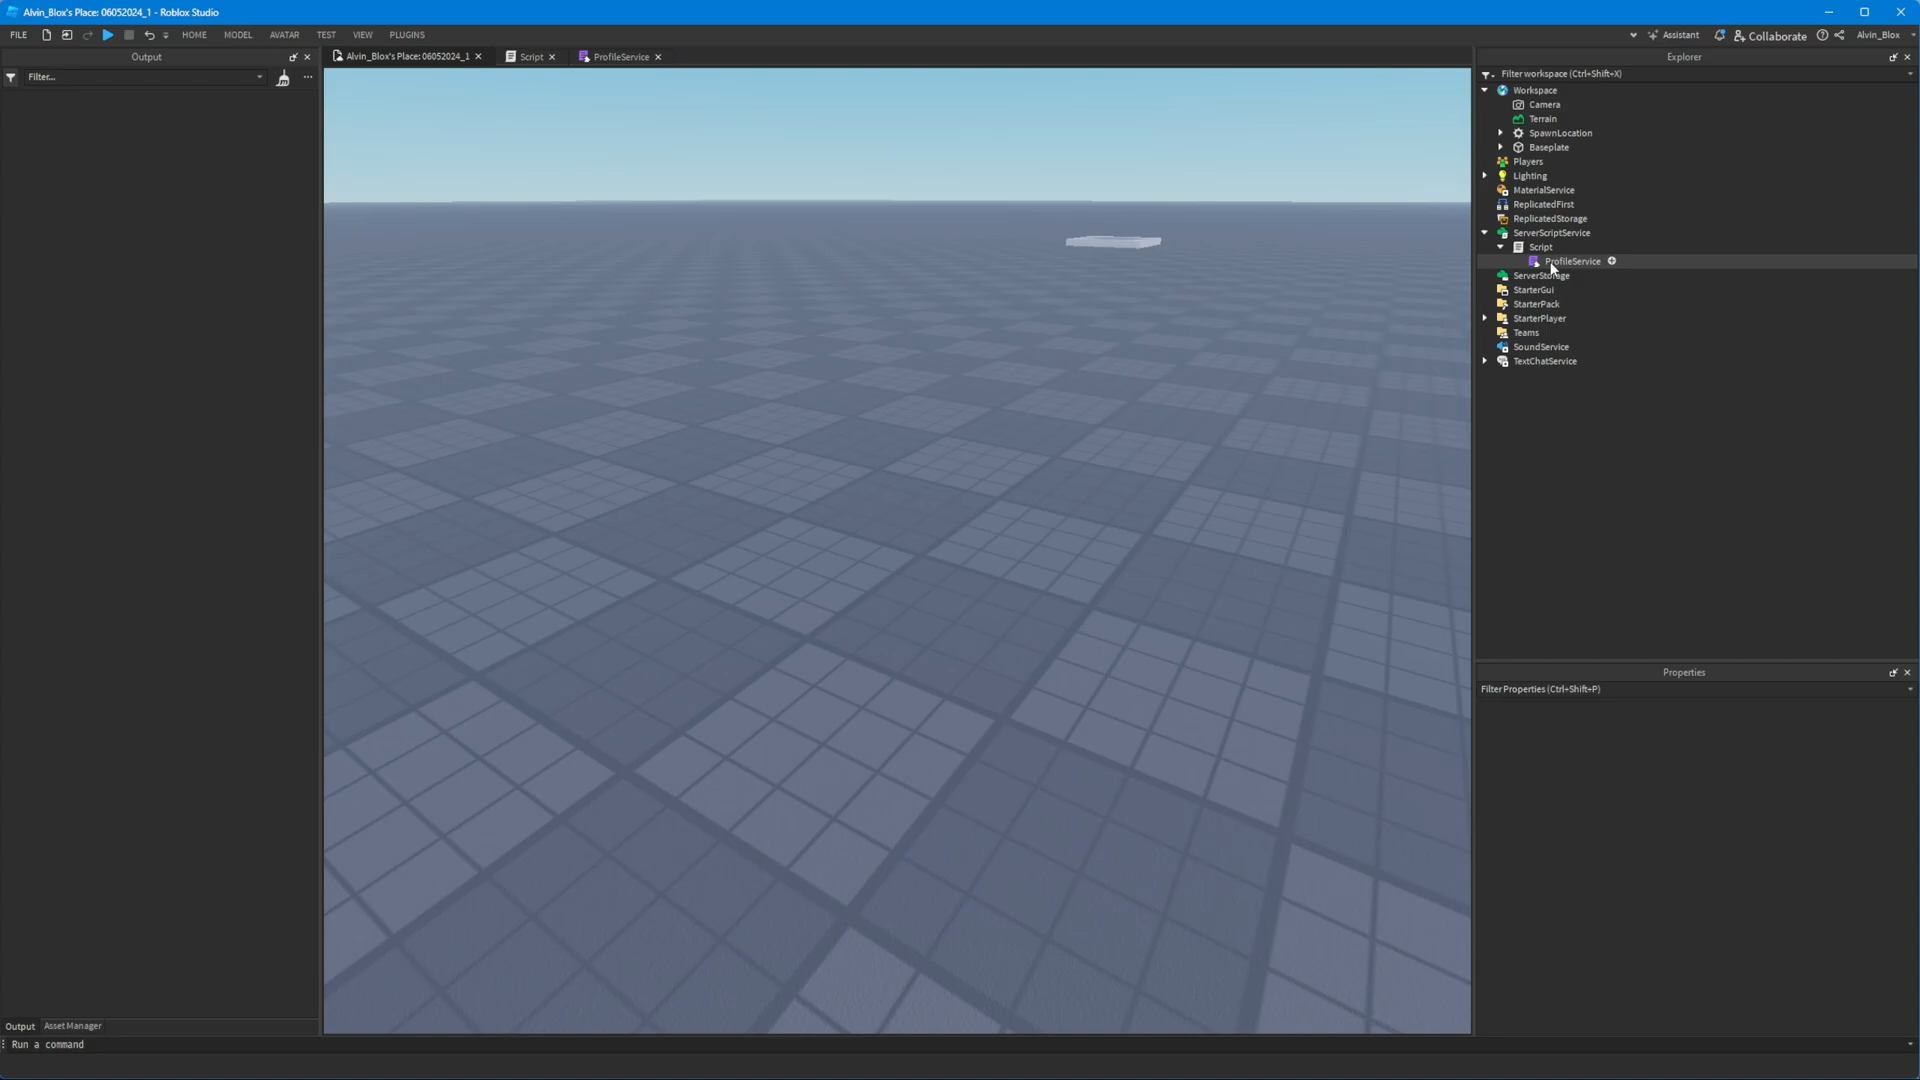 Alvin_Blox's Place: 06052024_1 - Roblox Studio
FILE HOME MODEL AVATAR TEST VIEW PLUGINS Assistant Collaborate Alvin_Blox
Output
Alvin_Blox's Place: 06052024_1 Script ProfileService
Explorer
Filter...
Filter workspace (Ctrl+Shift+X)
Workspace
Camera
Terrain
SpawnLocation
Baseplate
Players
Lighting
MaterialService
ReplicatedFirst
ReplicatedStorage
ServerScriptService
Script
ProfileService
ServerStorage
StarterGui
StarterPack
StarterPlayer
Teams
SoundService
TextChatService
Properties
Filter Properties (Ctrl+Shift+P)
Output Asset Manager
Run a command